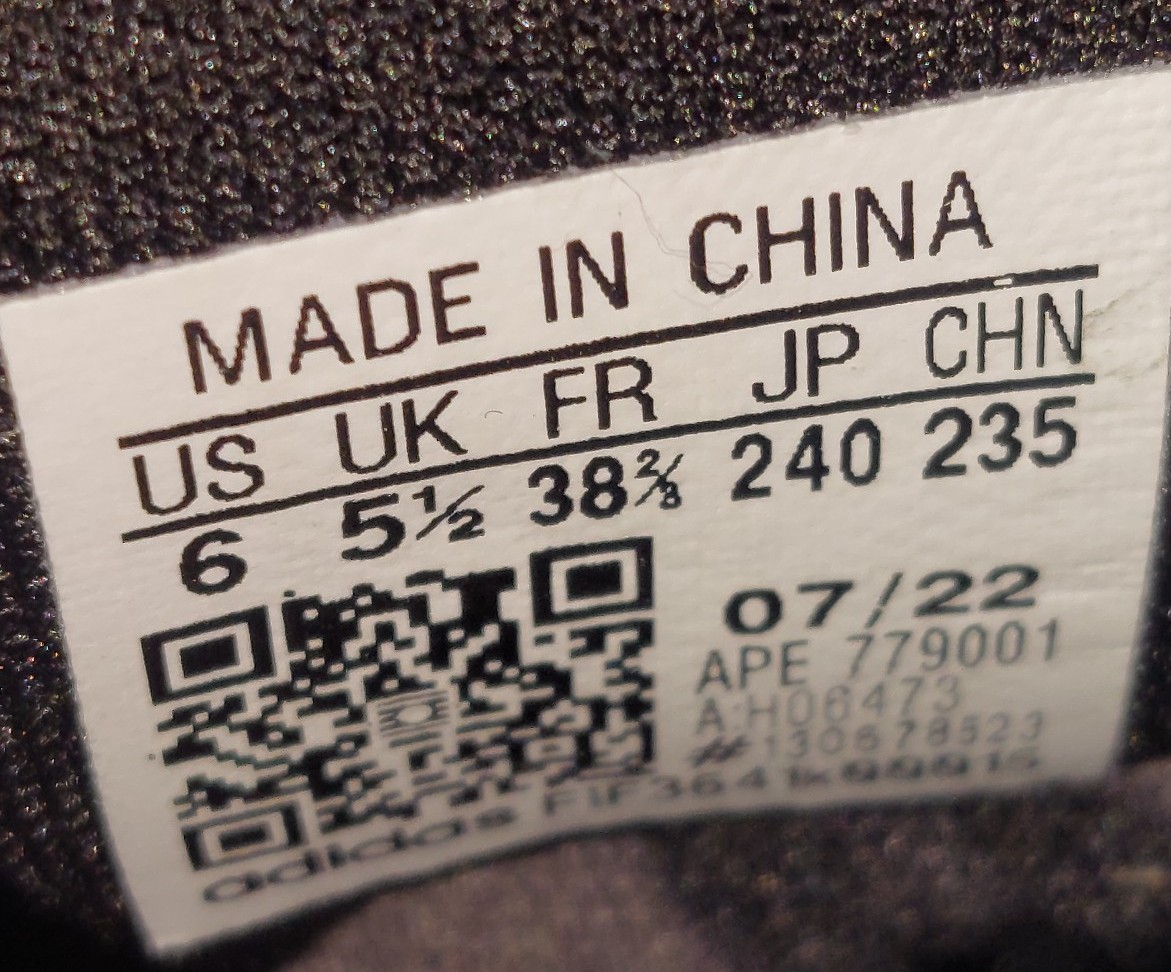 MADE IN CHINA
US UK FR JP CHN
6 5½ 38⅔ 240 235
07/22
APE 779001
A:H06473
#130678523
adidas